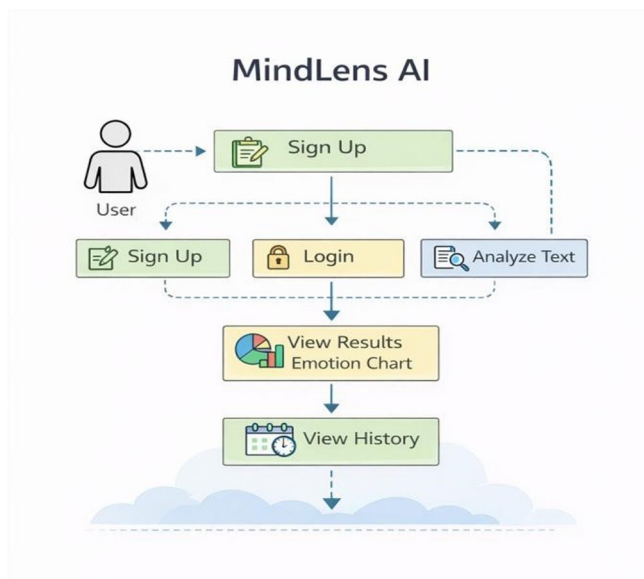 MindLens AI
Sign Up
User
Sign Up
Login
Analyze Text
View Results
Emotion Chart
View History